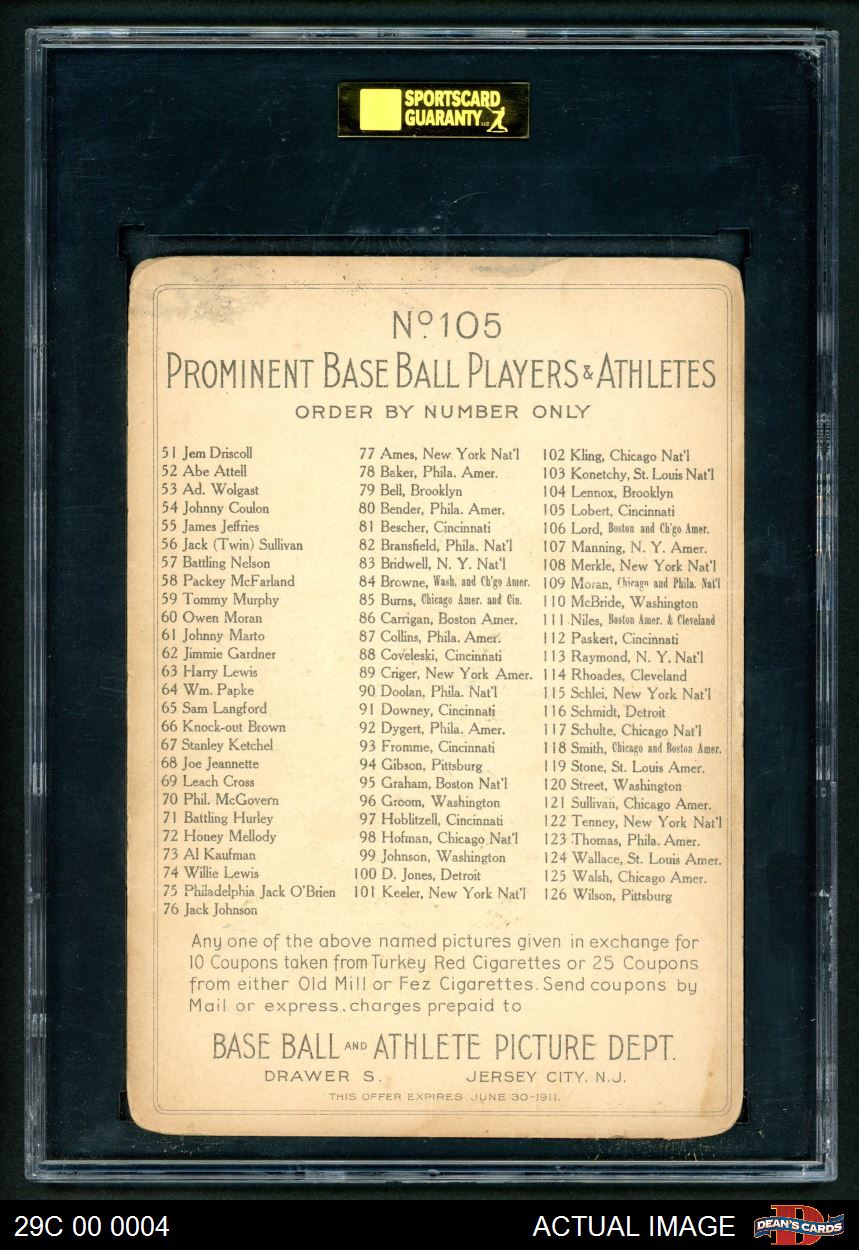 SPORTSCARD
GUARANTY LLC
Nº 105
PROMINENT BASE BALL PLAYERS & ATHLETES
ORDER BY NUMBER ONLY
51 Jem Driscoll
52 Abe Attell
53 Ad. Wolgast
54 Johnny Coulon
55 James Jeffries
56 Jack (Twin) Sullivan
57 Battling Nelson
58 Packey McFarland
59 Tommy Murphy
60 Owen Moran
61 Johnny Marto
62 Jimmie Gardner
63 Harry Lewis
64 Wm. Papke
65 Sam Langford
66 Knock-out Brown
67 Stanley Ketchel
68 Joe Jeannette
69 Leach Cross
70 Phil. McGovern
71 Battling Hurley
72 Honey Mellody
73 Al Kaufman
74 Willie Lewis
75 Philadelphia Jack O'Brien
76 Jack Johnson
77 Ames, New York Nat'l
78 Baker, Phila. Amer.
79 Bell, Brooklyn
80 Bender, Phila. Amer.
81 Bescher, Cincinnati
82 Bransfield, Phila. Nat'l
83 Bridwell, N. Y. Nat'l
84 Browne, Wash. and Ch'go Amer.
85 Burns, Chicago Amer. and Cin.
86 Carrigan, Boston Amer.
87 Collins, Phila. Amer.
88 Coveleski, Cincinnati
89 Criger, New York Amer.
90 Doolan, Phila. Nat'l
91 Downey, Cincinnati
92 Dygert, Phila. Amer.
93 Fromme, Cincinnati
94 Gibson, Pittsburg
95 Graham, Boston Nat'l
96 Groom, Washington
97 Hoblitzell, Cincinnati
98 Hofman, Chicago Nat'l
99 Johnson, Washington
100 D. Jones, Detroit
101 Keeler, New York Nat'l
102 Kling, Chicago Nat'l
103 Konetchy, St. Louis Nat'l
104 Lennox, Brooklyn
105 Lobert, Cincinnati
106 Lord, Boston and Ch'go Amer.
107 Manning, N. Y. Amer.
108 Merkle, New York Nat'l
109 Moran, Chicago and Phila. Nat'l
110 McBride, Washington
111 Niles, Boston Amer. & Cleveland
112 Paskert, Cincinnati
113 Raymond, N. Y. Nat'l
114 Rhoades, Cleveland
115 Schlei, New York Nat'l
116 Schmidt, Detroit
117 Schulte, Chicago Nat'l
118 Smith, Chicago and Boston Amer.
119 Stone, St. Louis Amer.
120 Street, Washington
121 Sullivan, Chicago Amer.
122 Tenney, New York Nat'l
123 Thomas, Phila. Amer.
124 Wallace, St. Louis Amer.
125 Walsh, Chicago Amer.
126 Wilson, Pittsburg
Any one of the above named pictures given in exchange for
10 Coupons taken from Turkey Red Cigarettes or 25 Coupons
from either Old Mill or Fez Cigarettes. Send coupons by
Mail or express, charges prepaid to
BASE BALL AND ATHLETE PICTURE DEPT.
DRAWER S. JERSEY CITY, N.J.
THIS OFFER EXPIRES JUNE 30-1911.
29C 00 0004
ACTUAL IMAGE
DEAN'S CARDS